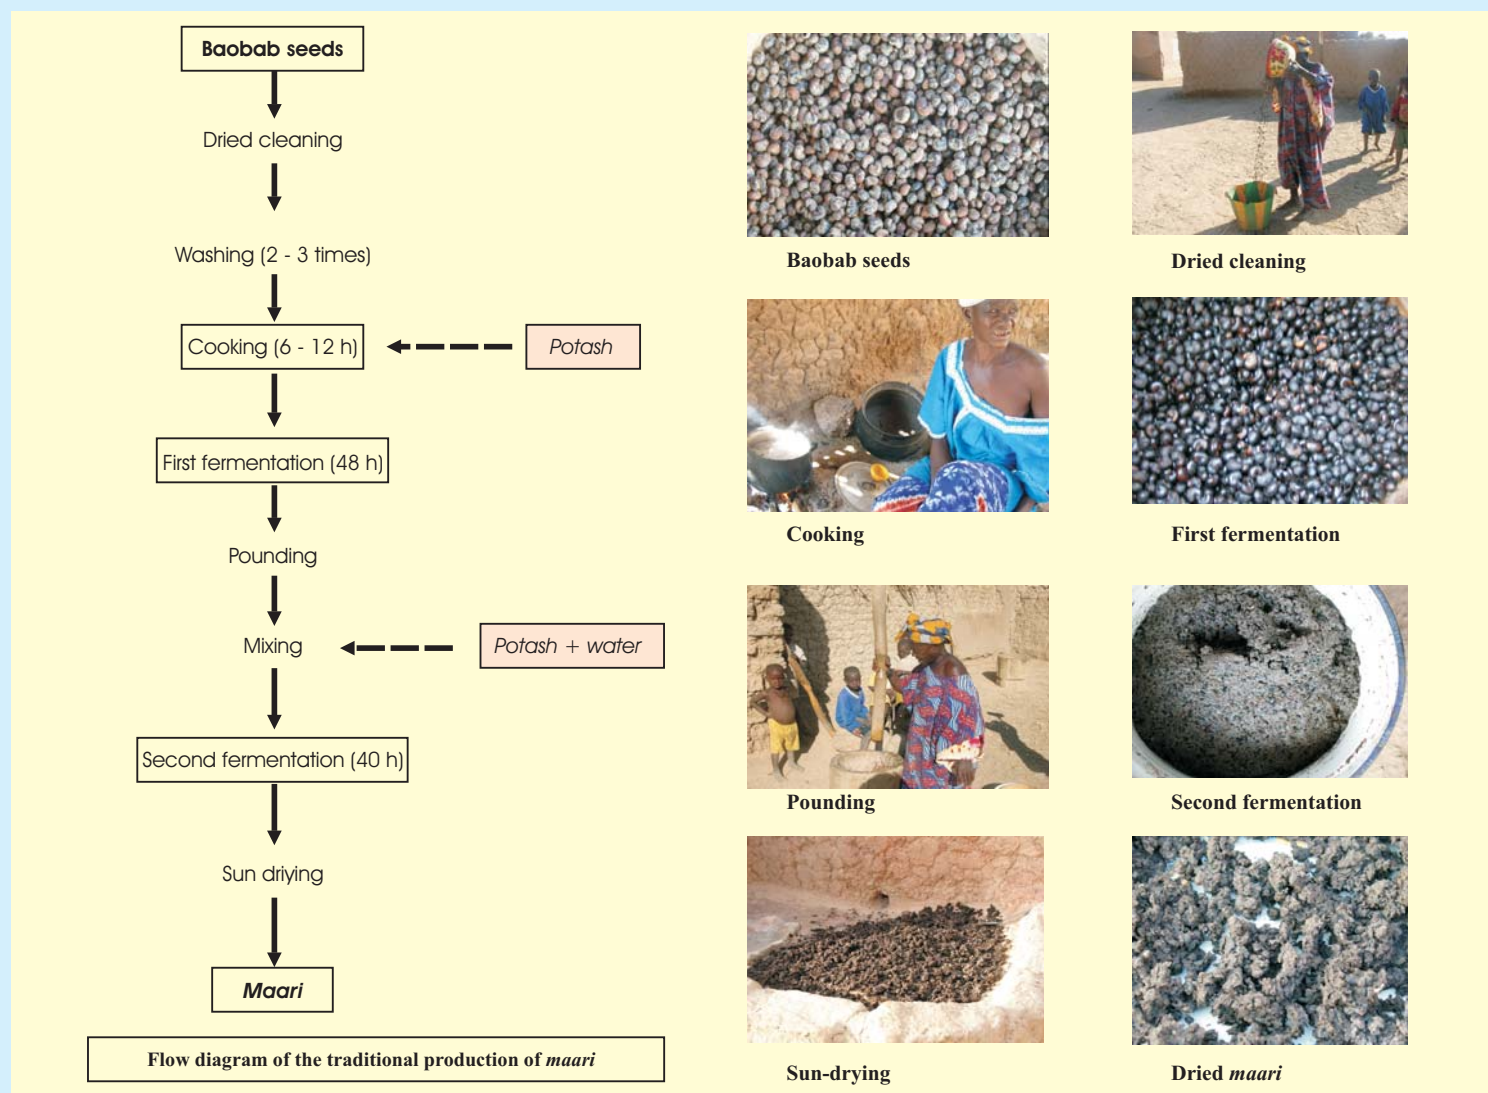 Baobab seeds
Dried cleaning
Washing (2 - 3 times)
Cooking (6 - 12 h)
Potash
First fermentation (48 h)
Pounding
Mixing
Potash + water
Second fermentation (40 h)
Sun driying
Maari
Flow diagram of the traditional production of maari
Baobab seeds
Dried cleaning
Cooking
First fermentation
Pounding
Second fermentation
Sun-drying
Dried maari